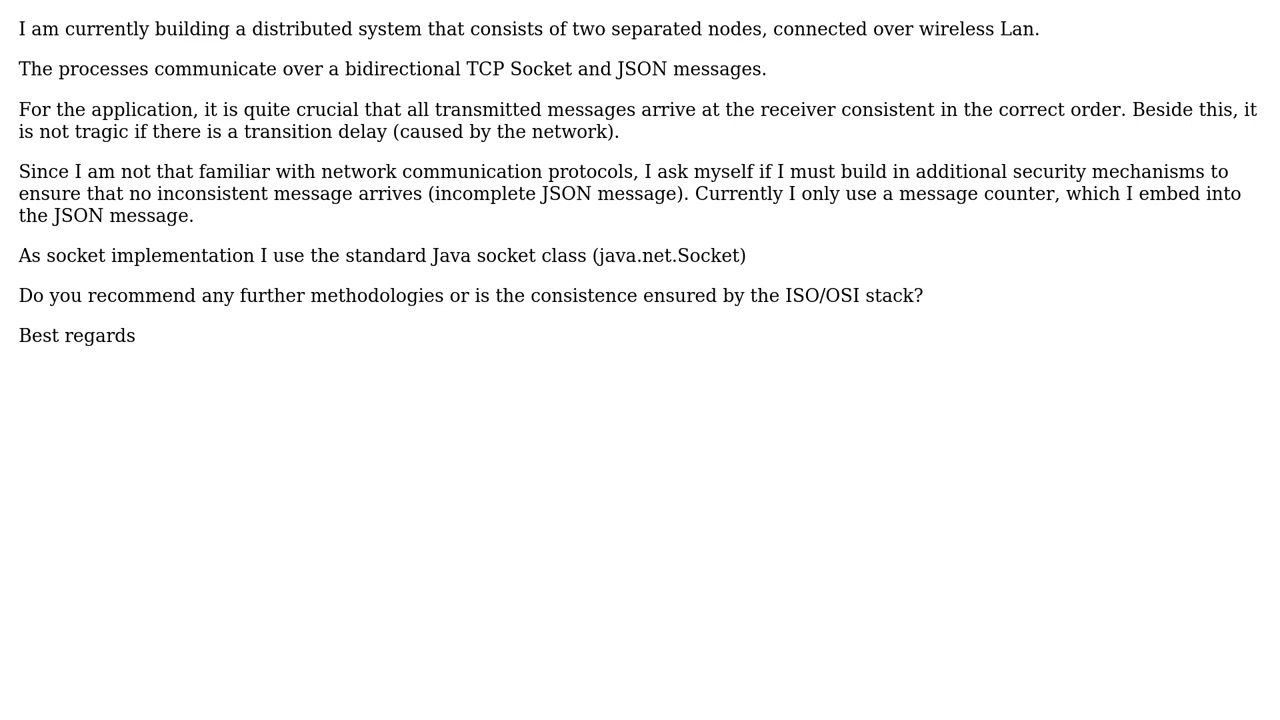 I am currently building a distributed system that consists of two separated nodes, connected over wireless Lan.
The processes communicate over a bidirectional TCP Socket and JSON messages.
For the application, it is quite crucial that all transmitted messages arrive at the receiver consistent in the correct order. Beside this, it
is not tragic if there is a transition delay (caused by the network).
Since I am not that familiar with network communication protocols, I ask myself if I must build in additional security mechanisms to
ensure that no inconsistent message arrives (incomplete JSON message). Currently I only use a message counter, which I embed into
the JSON message.
As socket implementation I use the standard Java socket class (java.net.Socket)
Do you recommend any further methodologies or is the consistence ensured by the ISO/OSI stack?
Best regards